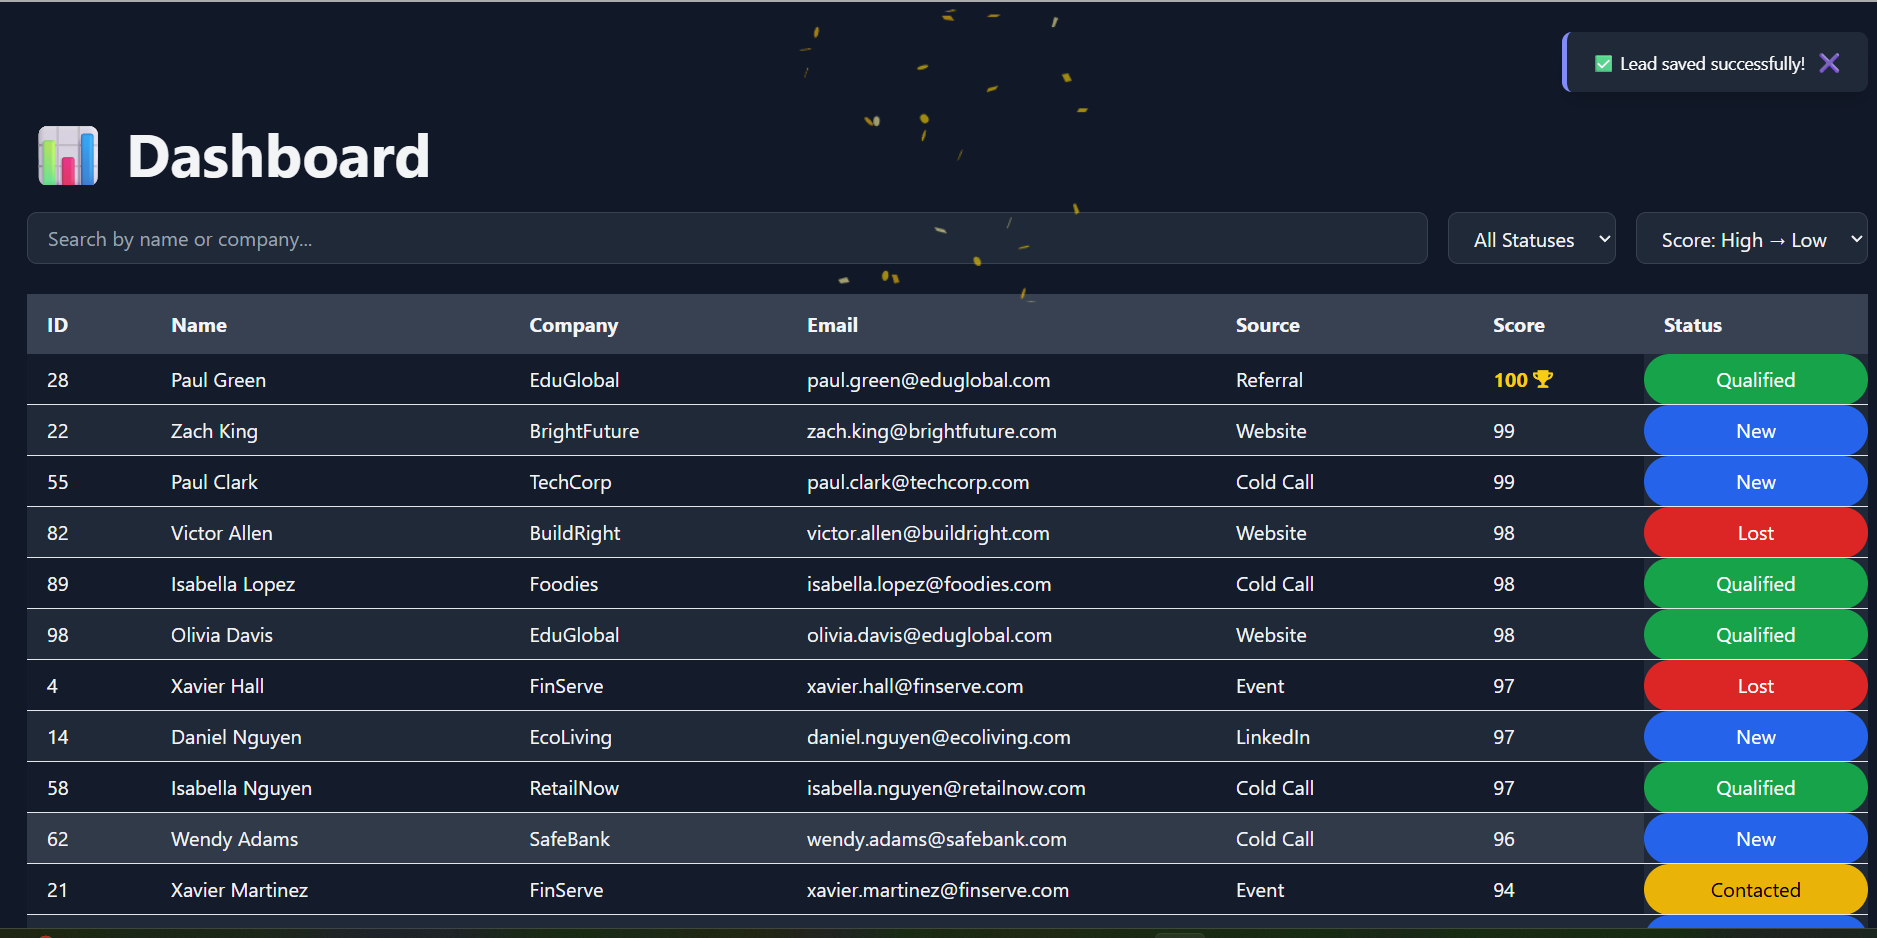 ✅ Lead saved successfully! ❌
Dashboard
Search by name or company...
All Statuses
Score: High → Low
ID Name Company Email Source Score Status
28 Paul Green EduGlobal paul.green@eduglobal.com Referral 100 🏆 Qualified
22 Zach King BrightFuture zach.king@brightfuture.com Website 99 New
55 Paul Clark TechCorp paul.clark@techcorp.com Cold Call 99 New
82 Victor Allen BuildRight victor.allen@buildright.com Website 98 Lost
89 Isabella Lopez Foodies isabella.lopez@foodies.com Cold Call 98 Qualified
98 Olivia Davis EduGlobal olivia.davis@eduglobal.com Website 98 Qualified
4 Xavier Hall FinServe xavier.hall@finserve.com Event 97 Lost
14 Daniel Nguyen EcoLiving daniel.nguyen@ecoliving.com LinkedIn 97 New
58 Isabella Nguyen RetailNow isabella.nguyen@retailnow.com Cold Call 97 Qualified
62 Wendy Adams SafeBank wendy.adams@safebank.com Cold Call 96 New
21 Xavier Martinez FinServe xavier.martinez@finserve.com Event 94 Contacted